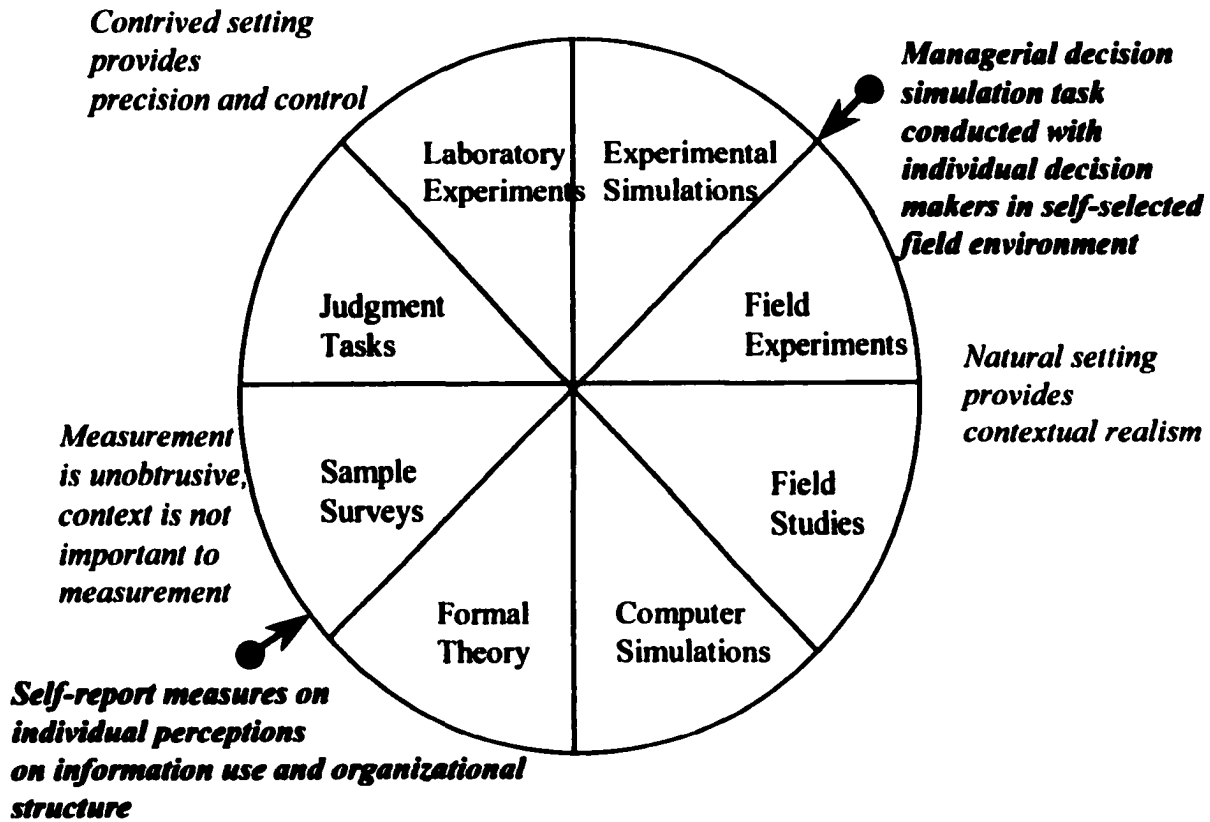 Contrived setting
provides
precision and control
Managerial decision
simulation task
conducted with
individual decision
makers in self-selected
field environment
Laboratory
Experiments
Experimental
Simulations
Judgment
Tasks
Field
Experiments
Natural setting
provides
contextual realism
Measurement
is unobtrusive,
context is not
important to
measurement
Sample
Surveys
Field
Studies
Formal
Theory
Computer
Simulations
Self-report measures on
individual perceptions
on information use and organizational
structure